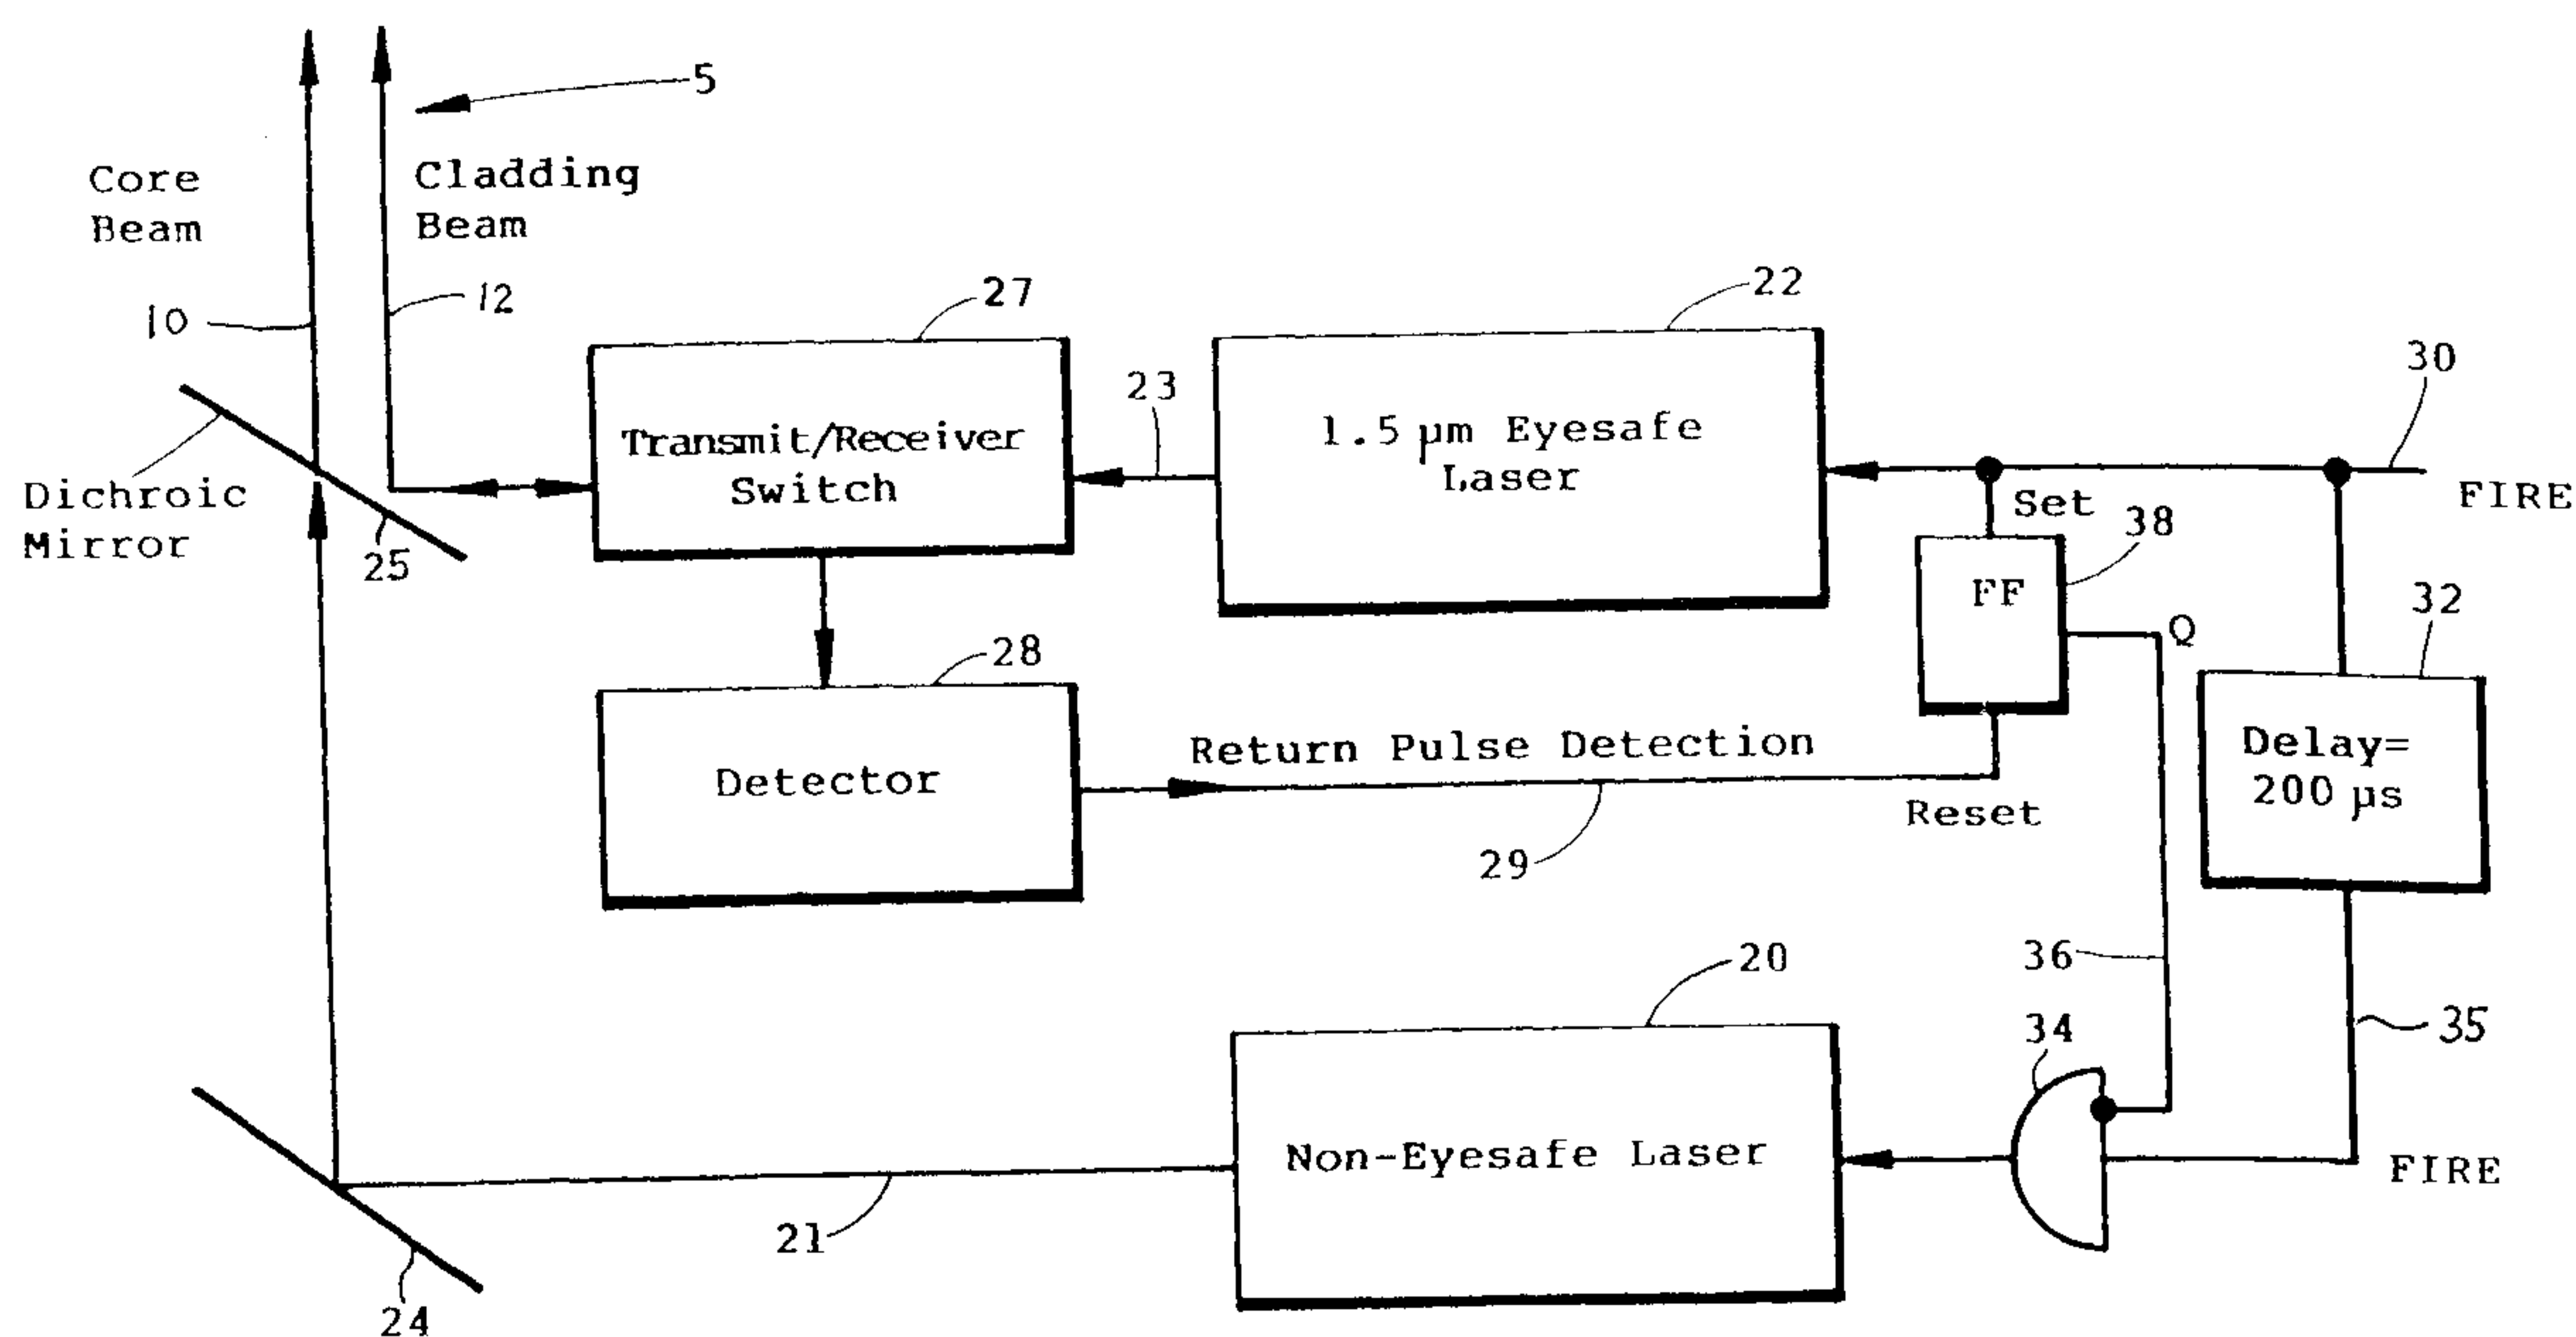 5
Core
Beam
Cladding
Beam
10
12
27
22
23
30
Transmit/Receiver
Switch
1.5 µm Eyesafe
Laser
FIRE
Set
38
Dichroic
Mirror
25
FF
32
Q
28
Delay=
200 µs
Return Pulse Detection
Detector
Reset
29
36
20
34
35
Non-Eyesafe Laser
FIRE
21
24